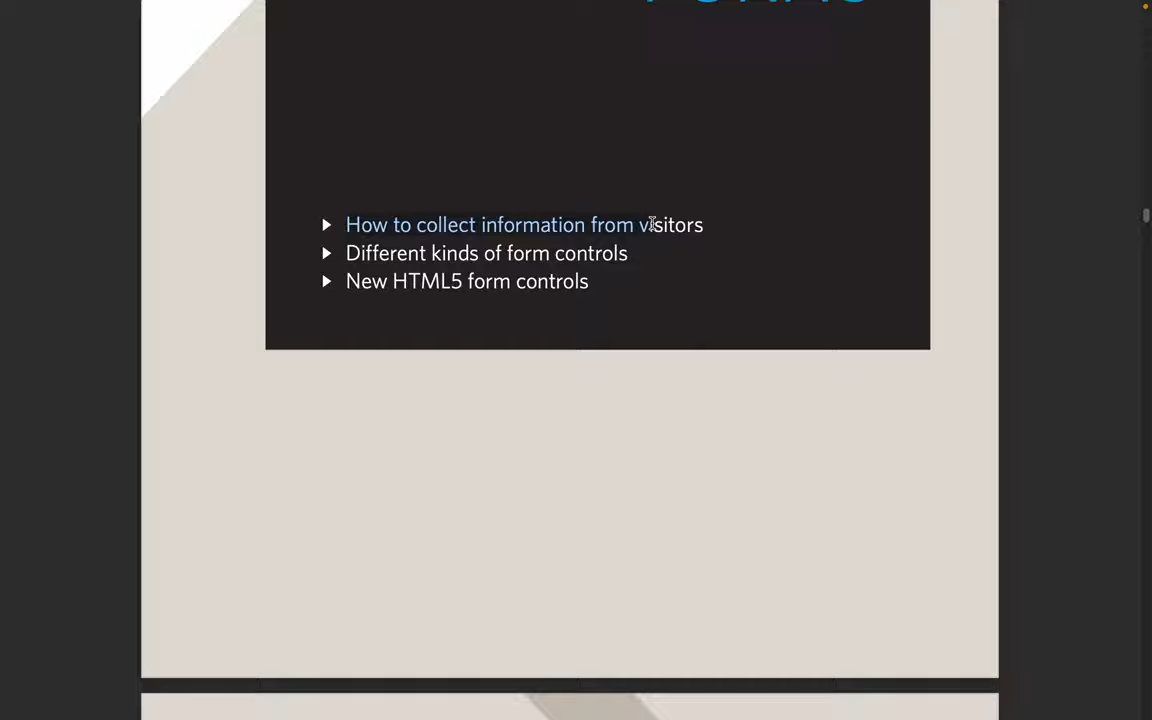 How to collect information from visitors
Different kinds of form controls
New HTML5 form controls